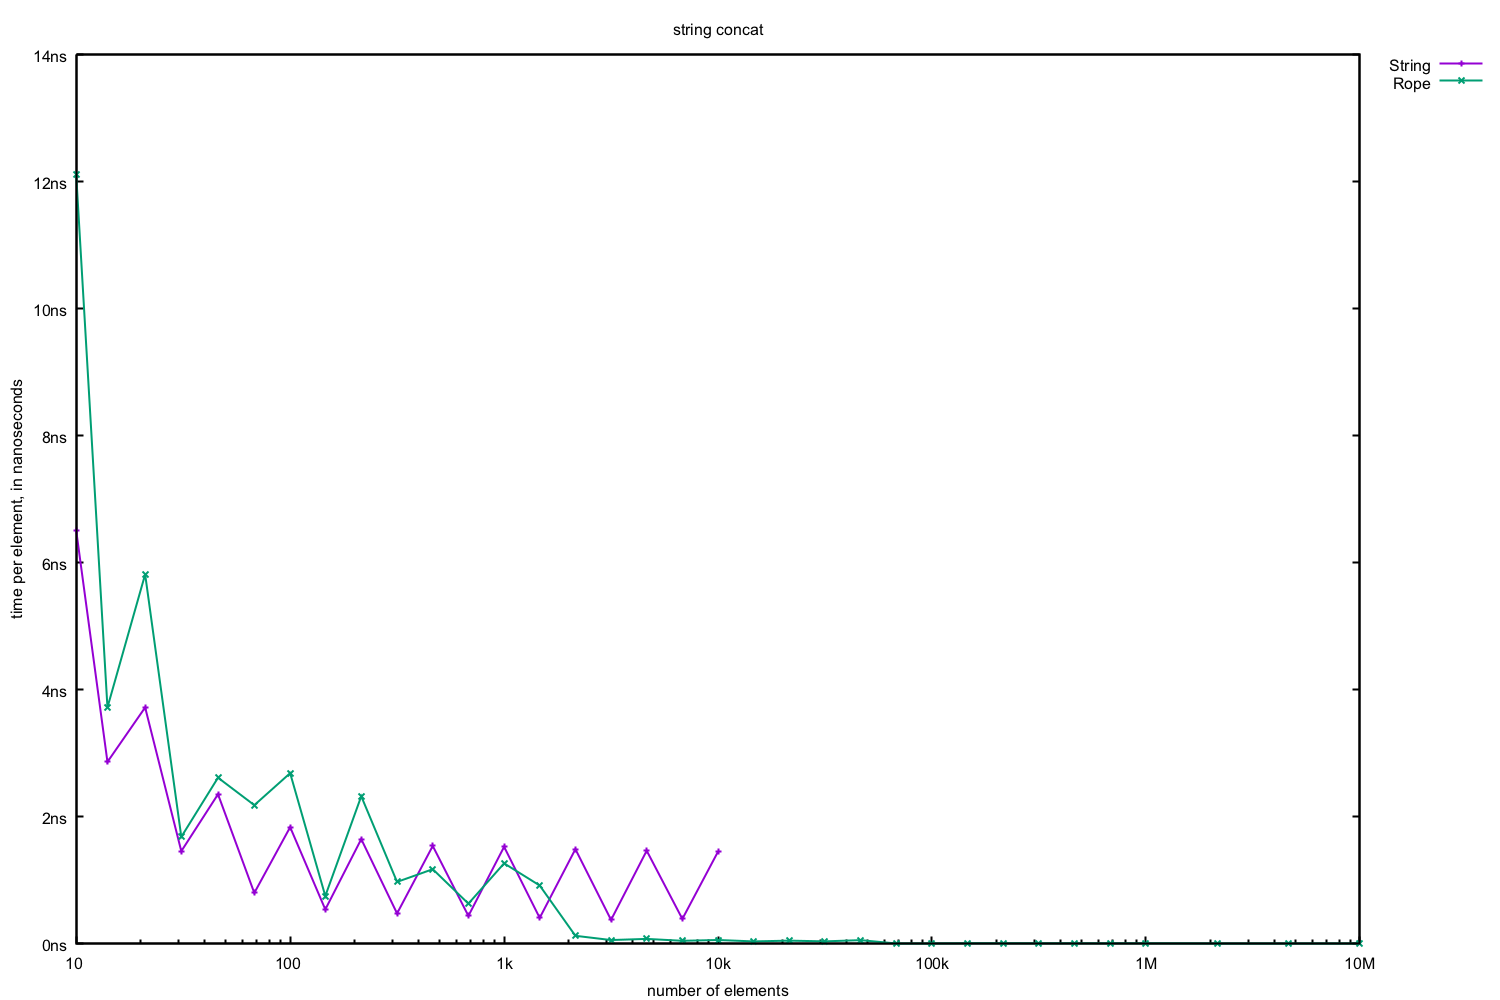 string concat
14ns
12ns
10ns
8ns
6ns
4ns
2ns
0ns
time per element, in nanoseconds
10
100
1k
10k
100k
1M
10M
number of elements
String
Rope